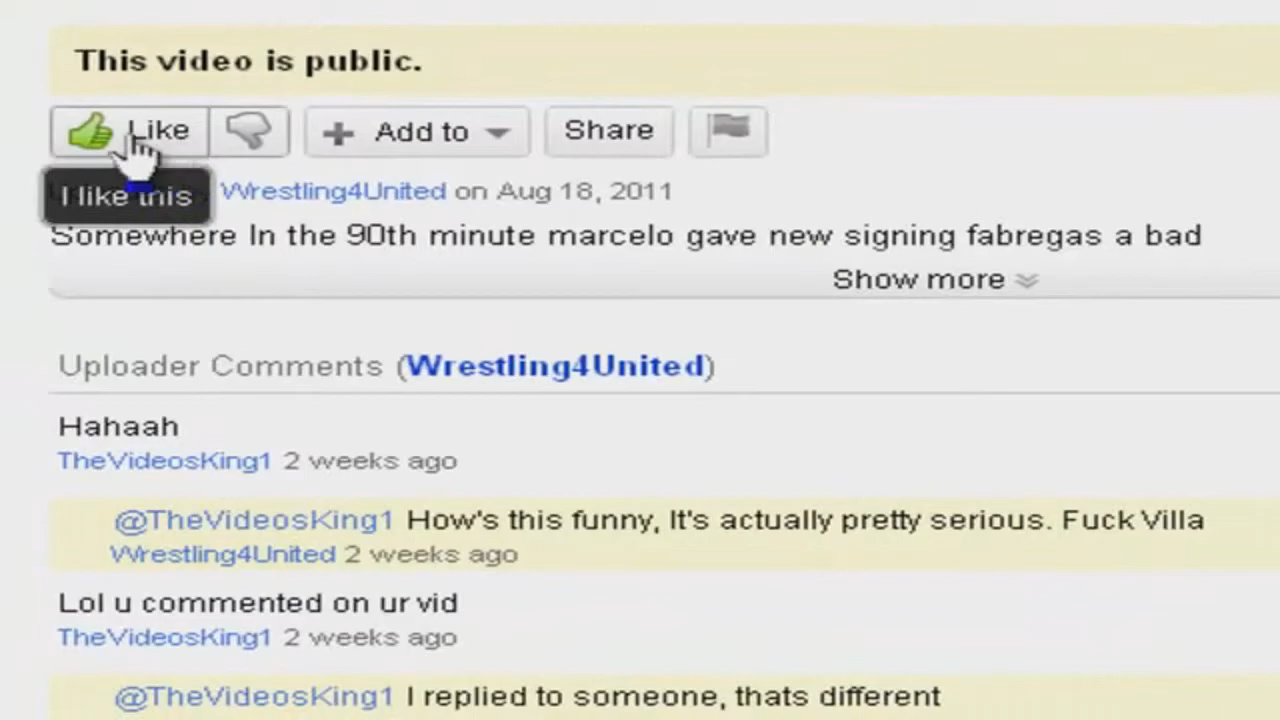 This video is public.
Like Add to Share
I like this Wrestling4United on Aug 18, 2011
Somewhere In the 90th minute marcelo gave new signing fabregas a bad
Show more
Uploader Comments (Wrestling4United)
Hahaah
TheVideosKing1 2 weeks ago
@TheVideosKing1 How's this funny, It's actually pretty serious. Fuck Villa
Wrestling4United 2 weeks ago
Lol u commented on ur vid
TheVideosKing1 2 weeks ago
@TheVideosKing1 I replied to someone, thats different